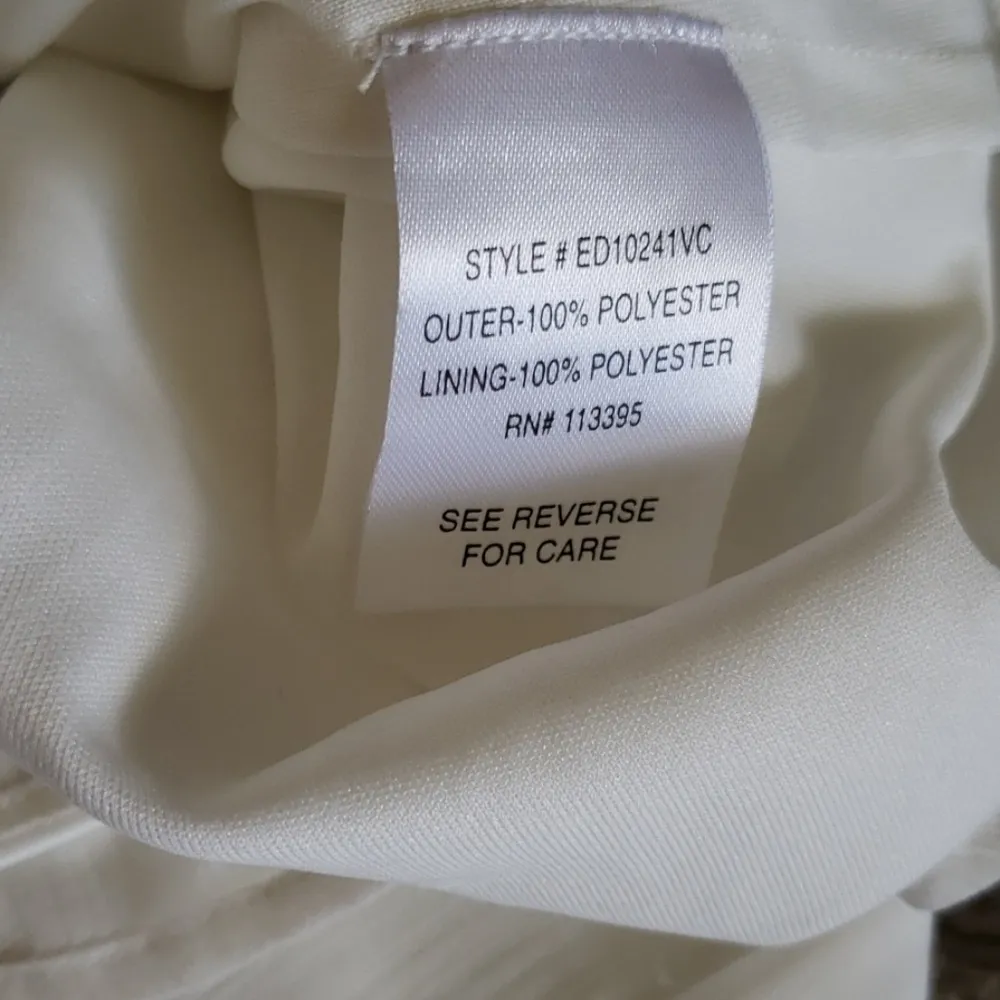 STYLE # ED10241VC
OUTER-100% POLYESTER
LINING-100% POLYESTER
RN# 113395
SEE REVERSE
FOR CARE